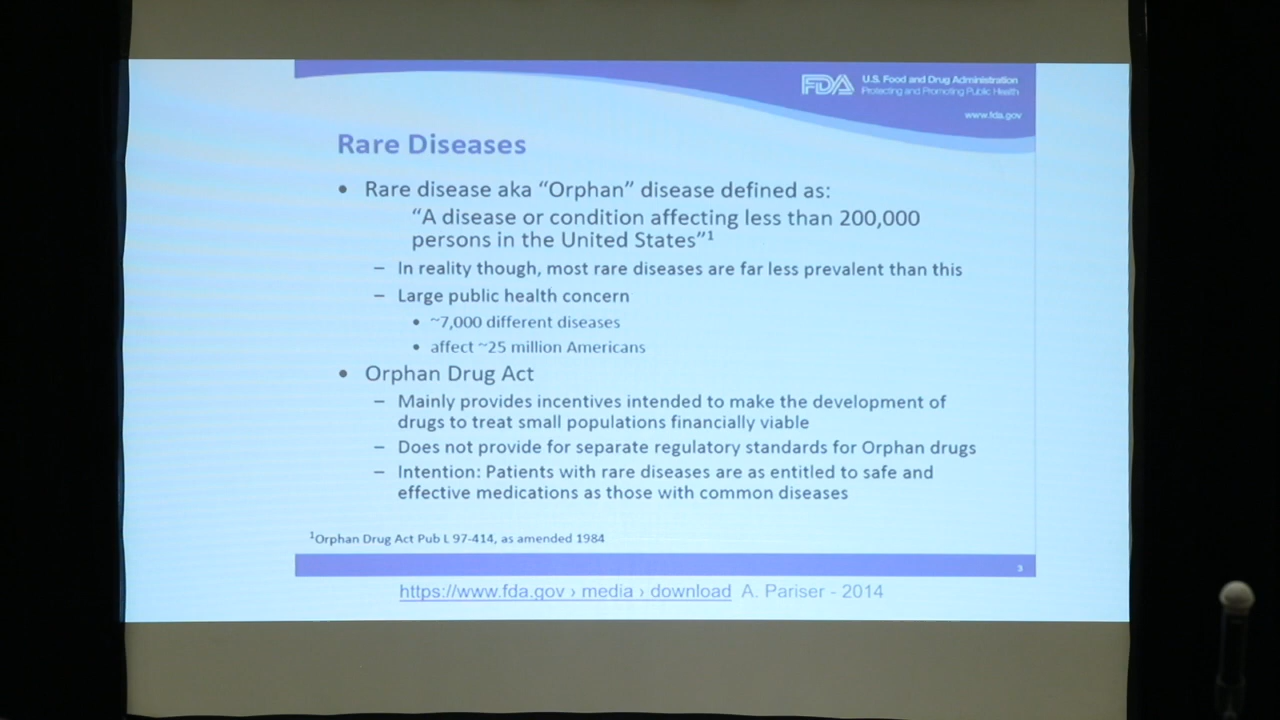 FDA U.S. Food and Drug Administration
Protecting and Promoting Public Health
www.fda.gov
Rare Diseases
• Rare disease aka “Orphan” disease defined as:
“A disease or condition affecting less than 200,000
persons in the United States”¹
– In reality though, most rare diseases are far less prevalent than this
– Large public health concern
• ~7,000 different diseases
• affect ~25 million Americans
• Orphan Drug Act
– Mainly provides incentives intended to make the development of
drugs to treat small populations financially viable
– Does not provide for separate regulatory standards for Orphan drugs
– Intention: Patients with rare diseases are as entitled to safe and
effective medications as those with common diseases
¹Orphan Drug Act Pub L 97-414, as amended 1984
3
https://www.fda.gov › media › download A. Pariser - 2014